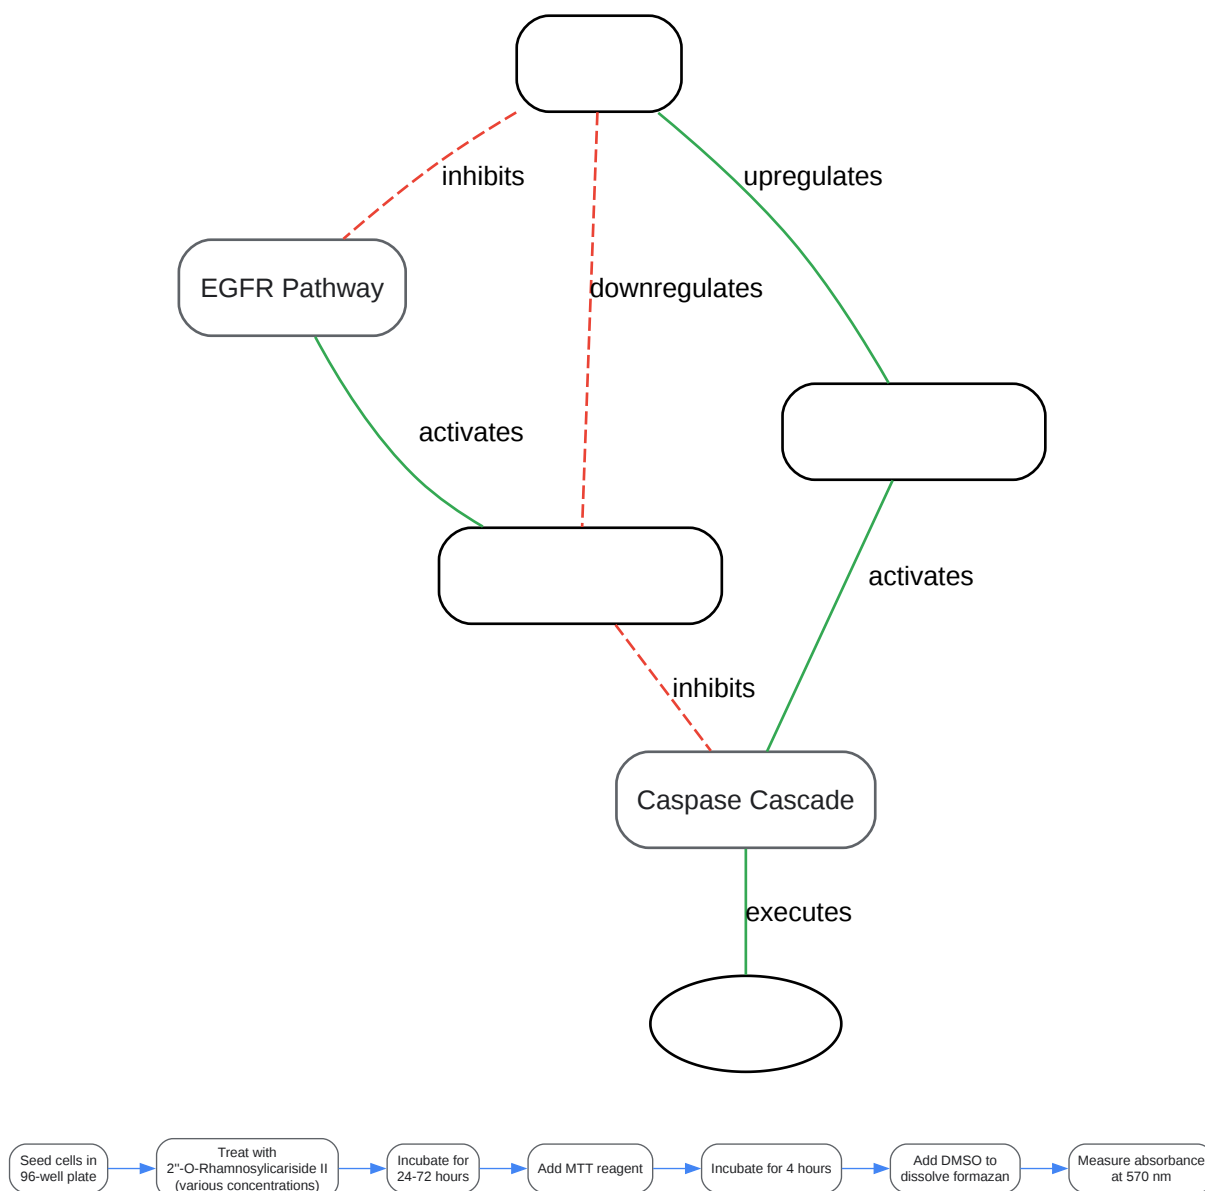 inhibits
upregulates
EGFR Pathway
downregulates
activates
activates
inhibits
Caspase Cascade
executes
Seed cells in
96-well plate
Treat with
2"-O-Rhamnosylicariside II
(various concentrations)
Incubate for
24-72 hours
Add MTT reagent
Incubate for 4 hours
Add DMSO to
dissolve formazan
Measure absorbance
at 570 nm